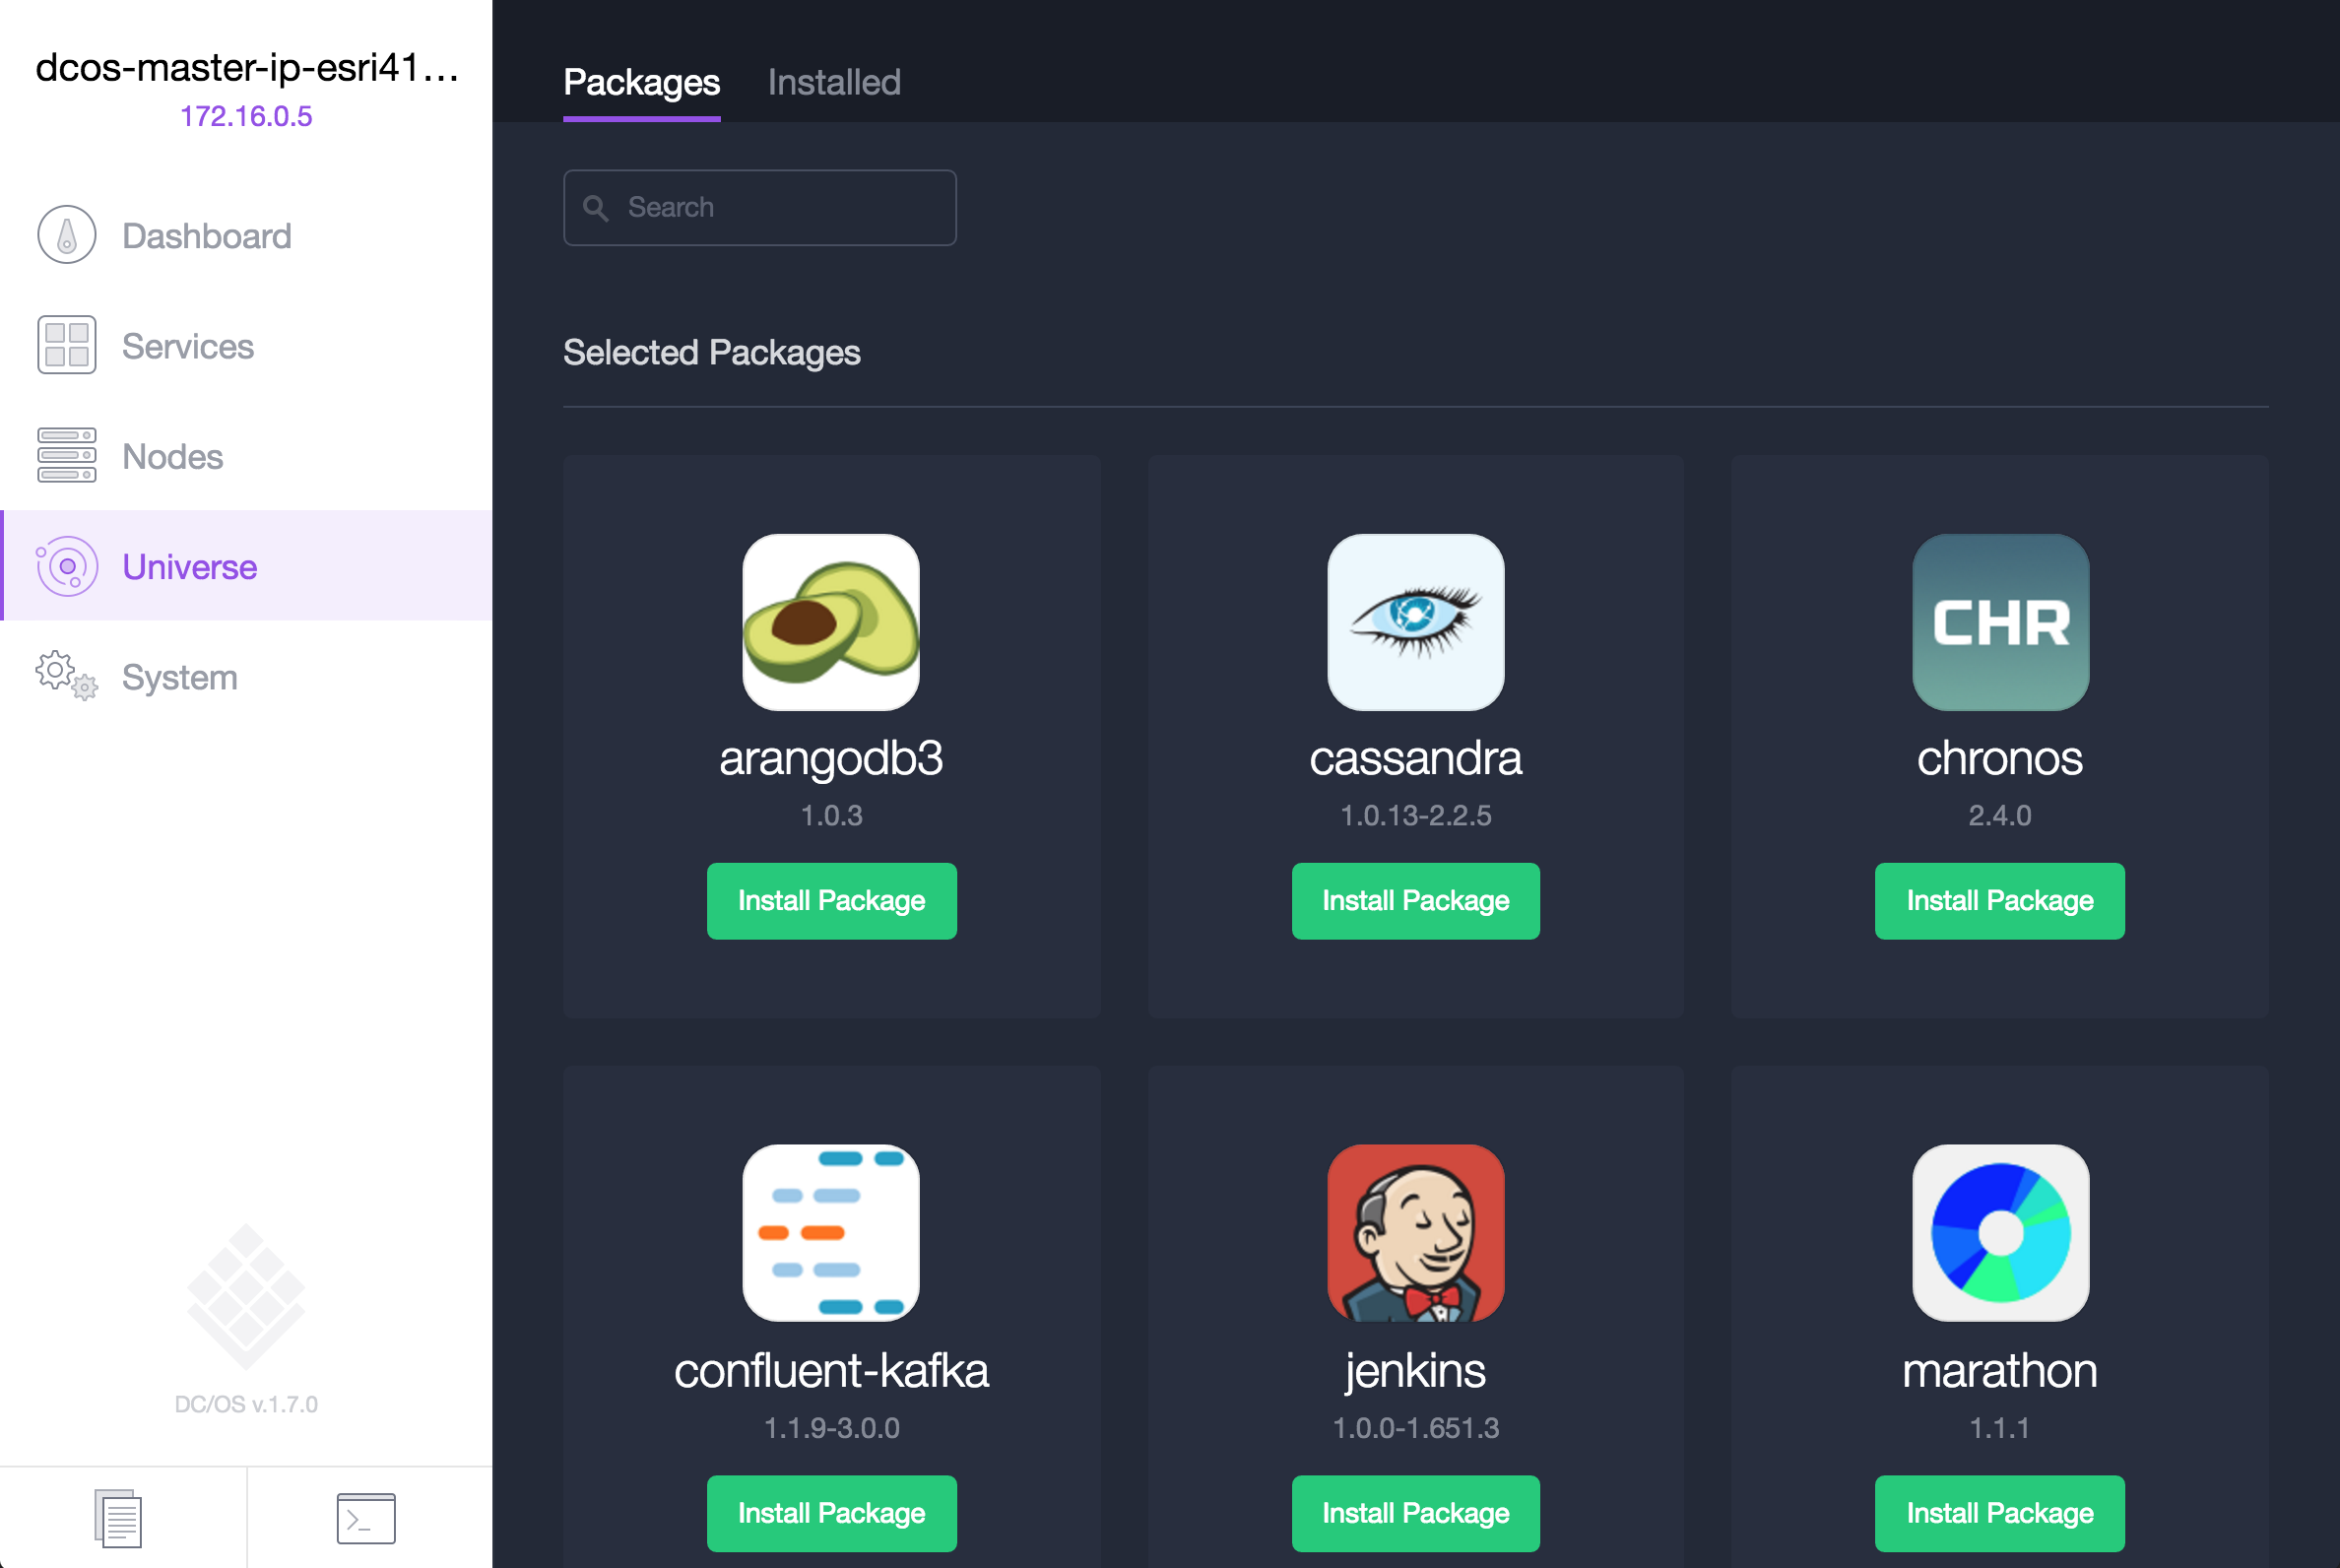 dcos-master-ip-esri41...
172.16.0.5
Dashboard
Services
Nodes
Universe
System
DC/OS v.1.7.0
Packages
Installed
Search
Selected Packages
CHR
arangodb3
cassandra
chronos
1.0.3
1.0.13-2.2.5
2.4.0
Install Package
Install Package
Install Package
confluent-kafka
jenkins
marathon
1.1.9-3.0.0
1.0.0-1.651.3
1.1.1
Install Package
Install Package
Install Package